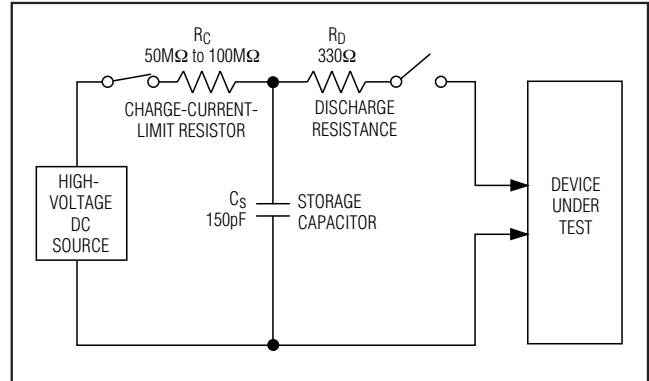 R_C
50MΩ to 100MΩ
CHARGE-CURRENT-
LIMIT RESISTOR
R_D
330Ω
DISCHARGE
RESISTANCE
HIGH-
VOLTAGE
DC
SOURCE
C_S
150pF
STORAGE
CAPACITOR
DEVICE
UNDER
TEST